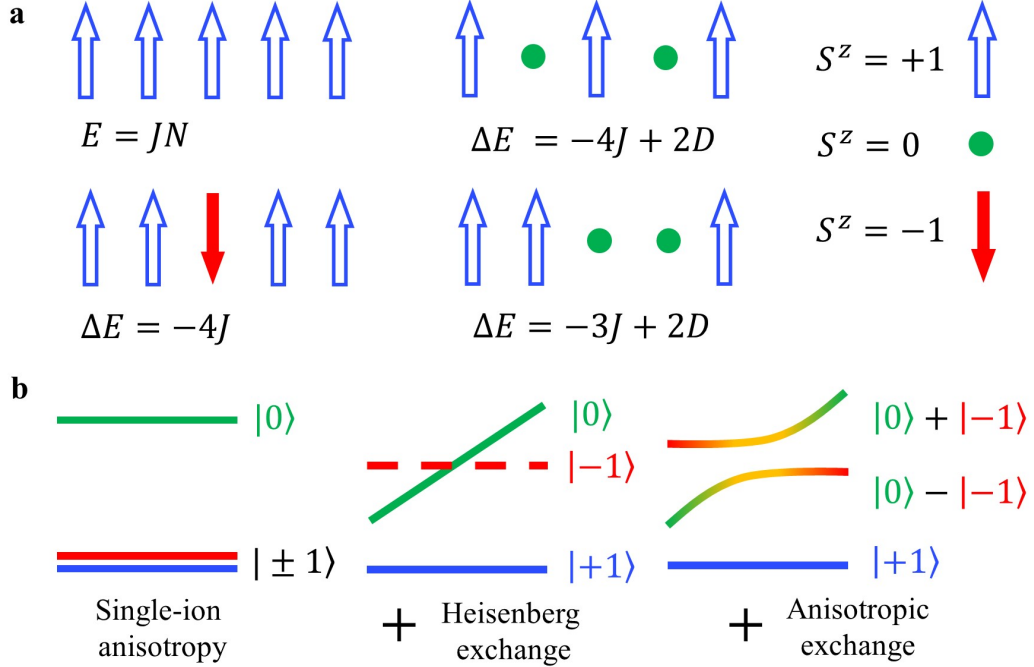 a
E = JN
ΔE = −4J + 2D
S^z = +1
S^z = 0
S^z = −1
ΔE = −4J
ΔE = −3J + 2D
b
|0⟩
|± 1⟩
Single-ion
anisotropy
|0⟩
|−1⟩
|+1⟩
+
Heisenberg
exchange
|0⟩ + |−1⟩
|0⟩ − |−1⟩
|+1⟩
+
Anisotropic
exchange